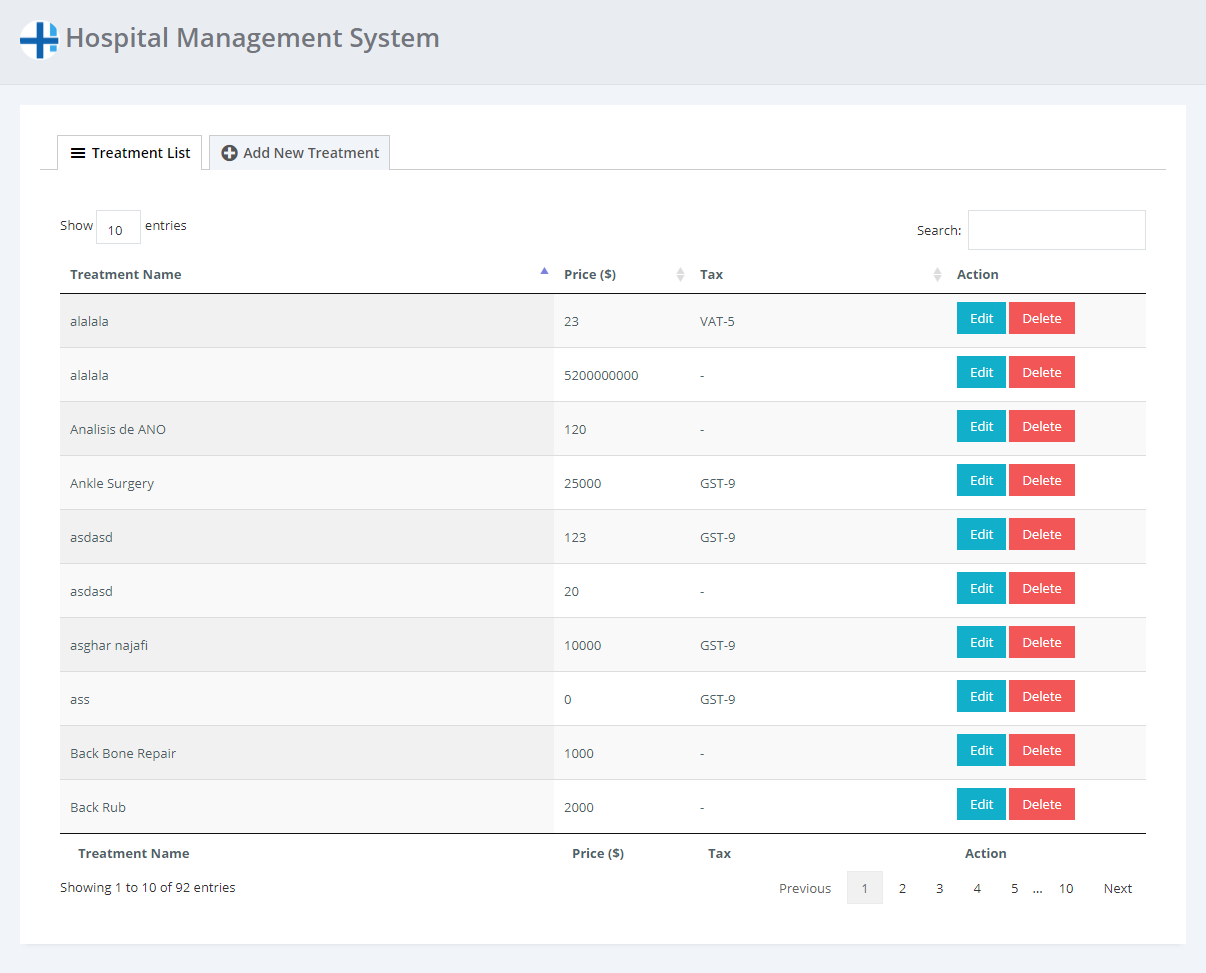 Hospital Management System
Treatment List Add New Treatment
Show 10 entries Search:
Treatment Name Price ($) Tax Action
alalala 23 VAT-5 Edit Delete
alalala 5200000000 - Edit Delete
Analisis de ANO 120 - Edit Delete
Ankle Surgery 25000 GST-9 Edit Delete
asdasd 123 GST-9 Edit Delete
asdasd 20 - Edit Delete
asghar najafi 10000 GST-9 Edit Delete
ass 0 GST-9 Edit Delete
Back Bone Repair 1000 - Edit Delete
Back Rub 2000 - Edit Delete
Treatment Name Price ($) Tax Action
Showing 1 to 10 of 92 entries Previous 1 2 3 4 5 ... 10 Next